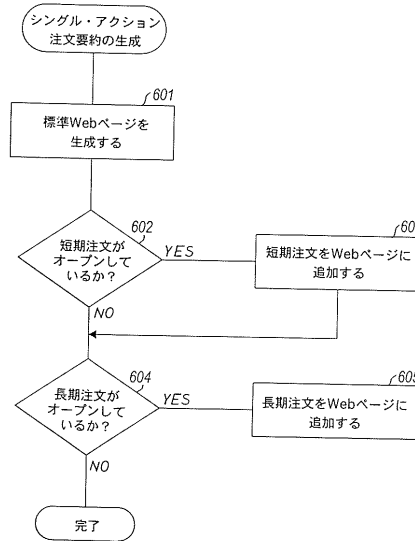 シングル・アクション
注文要約の生成
601
標準Webページを
生成する
602
短期注文が
オープンして
いるか？
YES
短期注文をWebページに
追加する
NO
604
長期注文が
オープンして
いるか？
YES
605
長期注文をWebページに
追加する
NO
完了